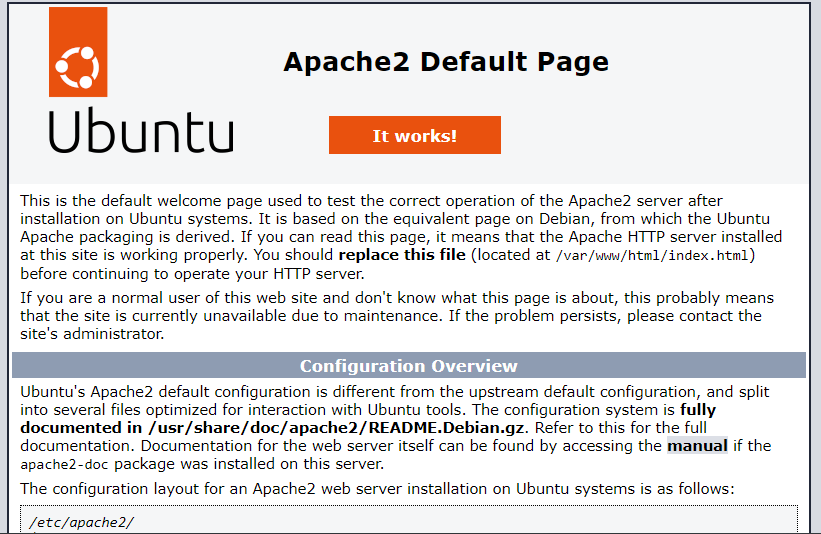 Apache2 Default Page
Ubuntu
It works!
This is the default welcome page used to test the correct operation of the Apache2 server after
installation on Ubuntu systems. It is based on the equivalent page on Debian, from which the Ubuntu
Apache packaging is derived. If you can read this page, it means that the Apache HTTP server installed
at this site is working properly. You should replace this file (located at /var/www/html/index.html)
before continuing to operate your HTTP server.
If you are a normal user of this web site and don't know what this page is about, this probably means
that the site is currently unavailable due to maintenance. If the problem persists, please contact the
site's administrator.
Configuration Overview
Ubuntu's Apache2 default configuration is different from the upstream default configuration, and split
into several files optimized for interaction with Ubuntu tools. The configuration system is fully
documented in /usr/share/doc/apache2/README.Debian.gz. Refer to this for the full
documentation. Documentation for the web server itself can be found by accessing the manual if the
apache2-doc package was installed on this server.
The configuration layout for an Apache2 web server installation on Ubuntu systems is as follows:
/etc/apache2/